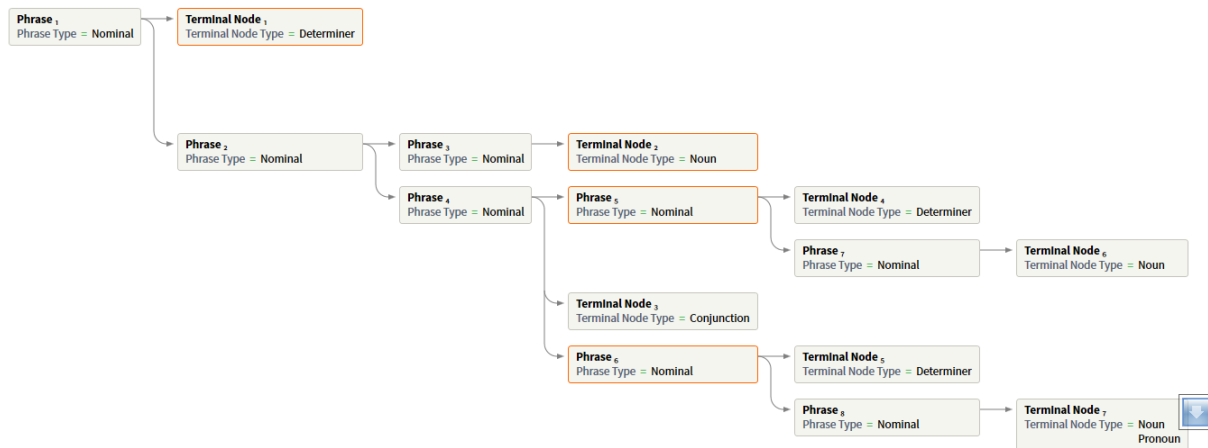 Phrase 1
Phrase Type = Nominal
Terminal Node 1
Terminal Node Type = Determiner
Phrase 2
Phrase Type = Nominal
Phrase 3
Phrase Type = Nominal
Terminal Node 2
Terminal Node Type = Noun
Phrase 4
Phrase Type = Nominal
Phrase 5
Phrase Type = Nominal
Terminal Node 4
Terminal Node Type = Determiner
Phrase 7
Phrase Type = Nominal
Terminal Node 6
Terminal Node Type = Noun
Terminal Node 3
Terminal Node Type = Conjunction
Phrase 6
Phrase Type = Nominal
Terminal Node 5
Terminal Node Type = Determiner
Phrase 8
Phrase Type = Nominal
Terminal Node 7
Terminal Node Type = Noun
Pronoun